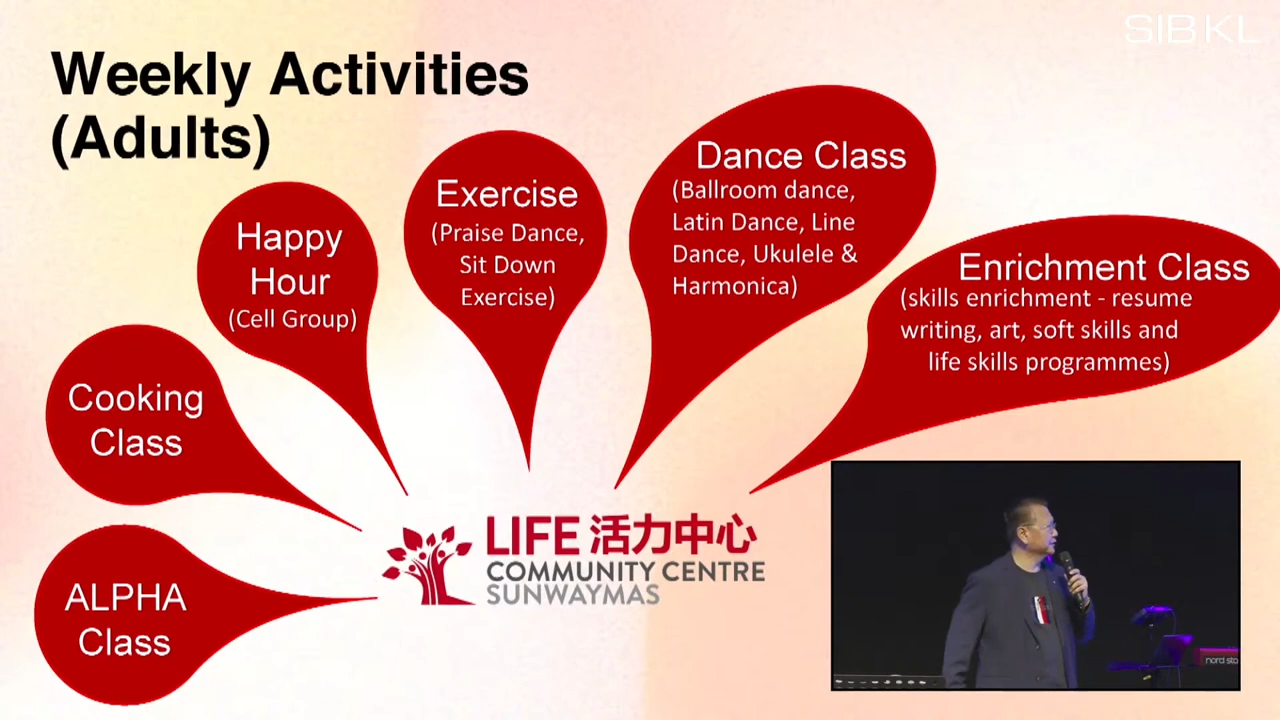 SIBKL
Weekly Activities
(Adults)
ALPHA
Class
Cooking
Class
Happy
Hour
(Cell Group)
Exercise
(Praise Dance,
Sit Down
Exercise)
Dance Class
(Ballroom dance,
Latin Dance, Line
Dance, Ukulele &
Harmonica)
Enrichment Class
(skills enrichment - resume
writing, art, soft skills and
life skills programmes)
LIFE 活力中心
COMMUNITY CENTRE
SUNWAYMAS
nord sta